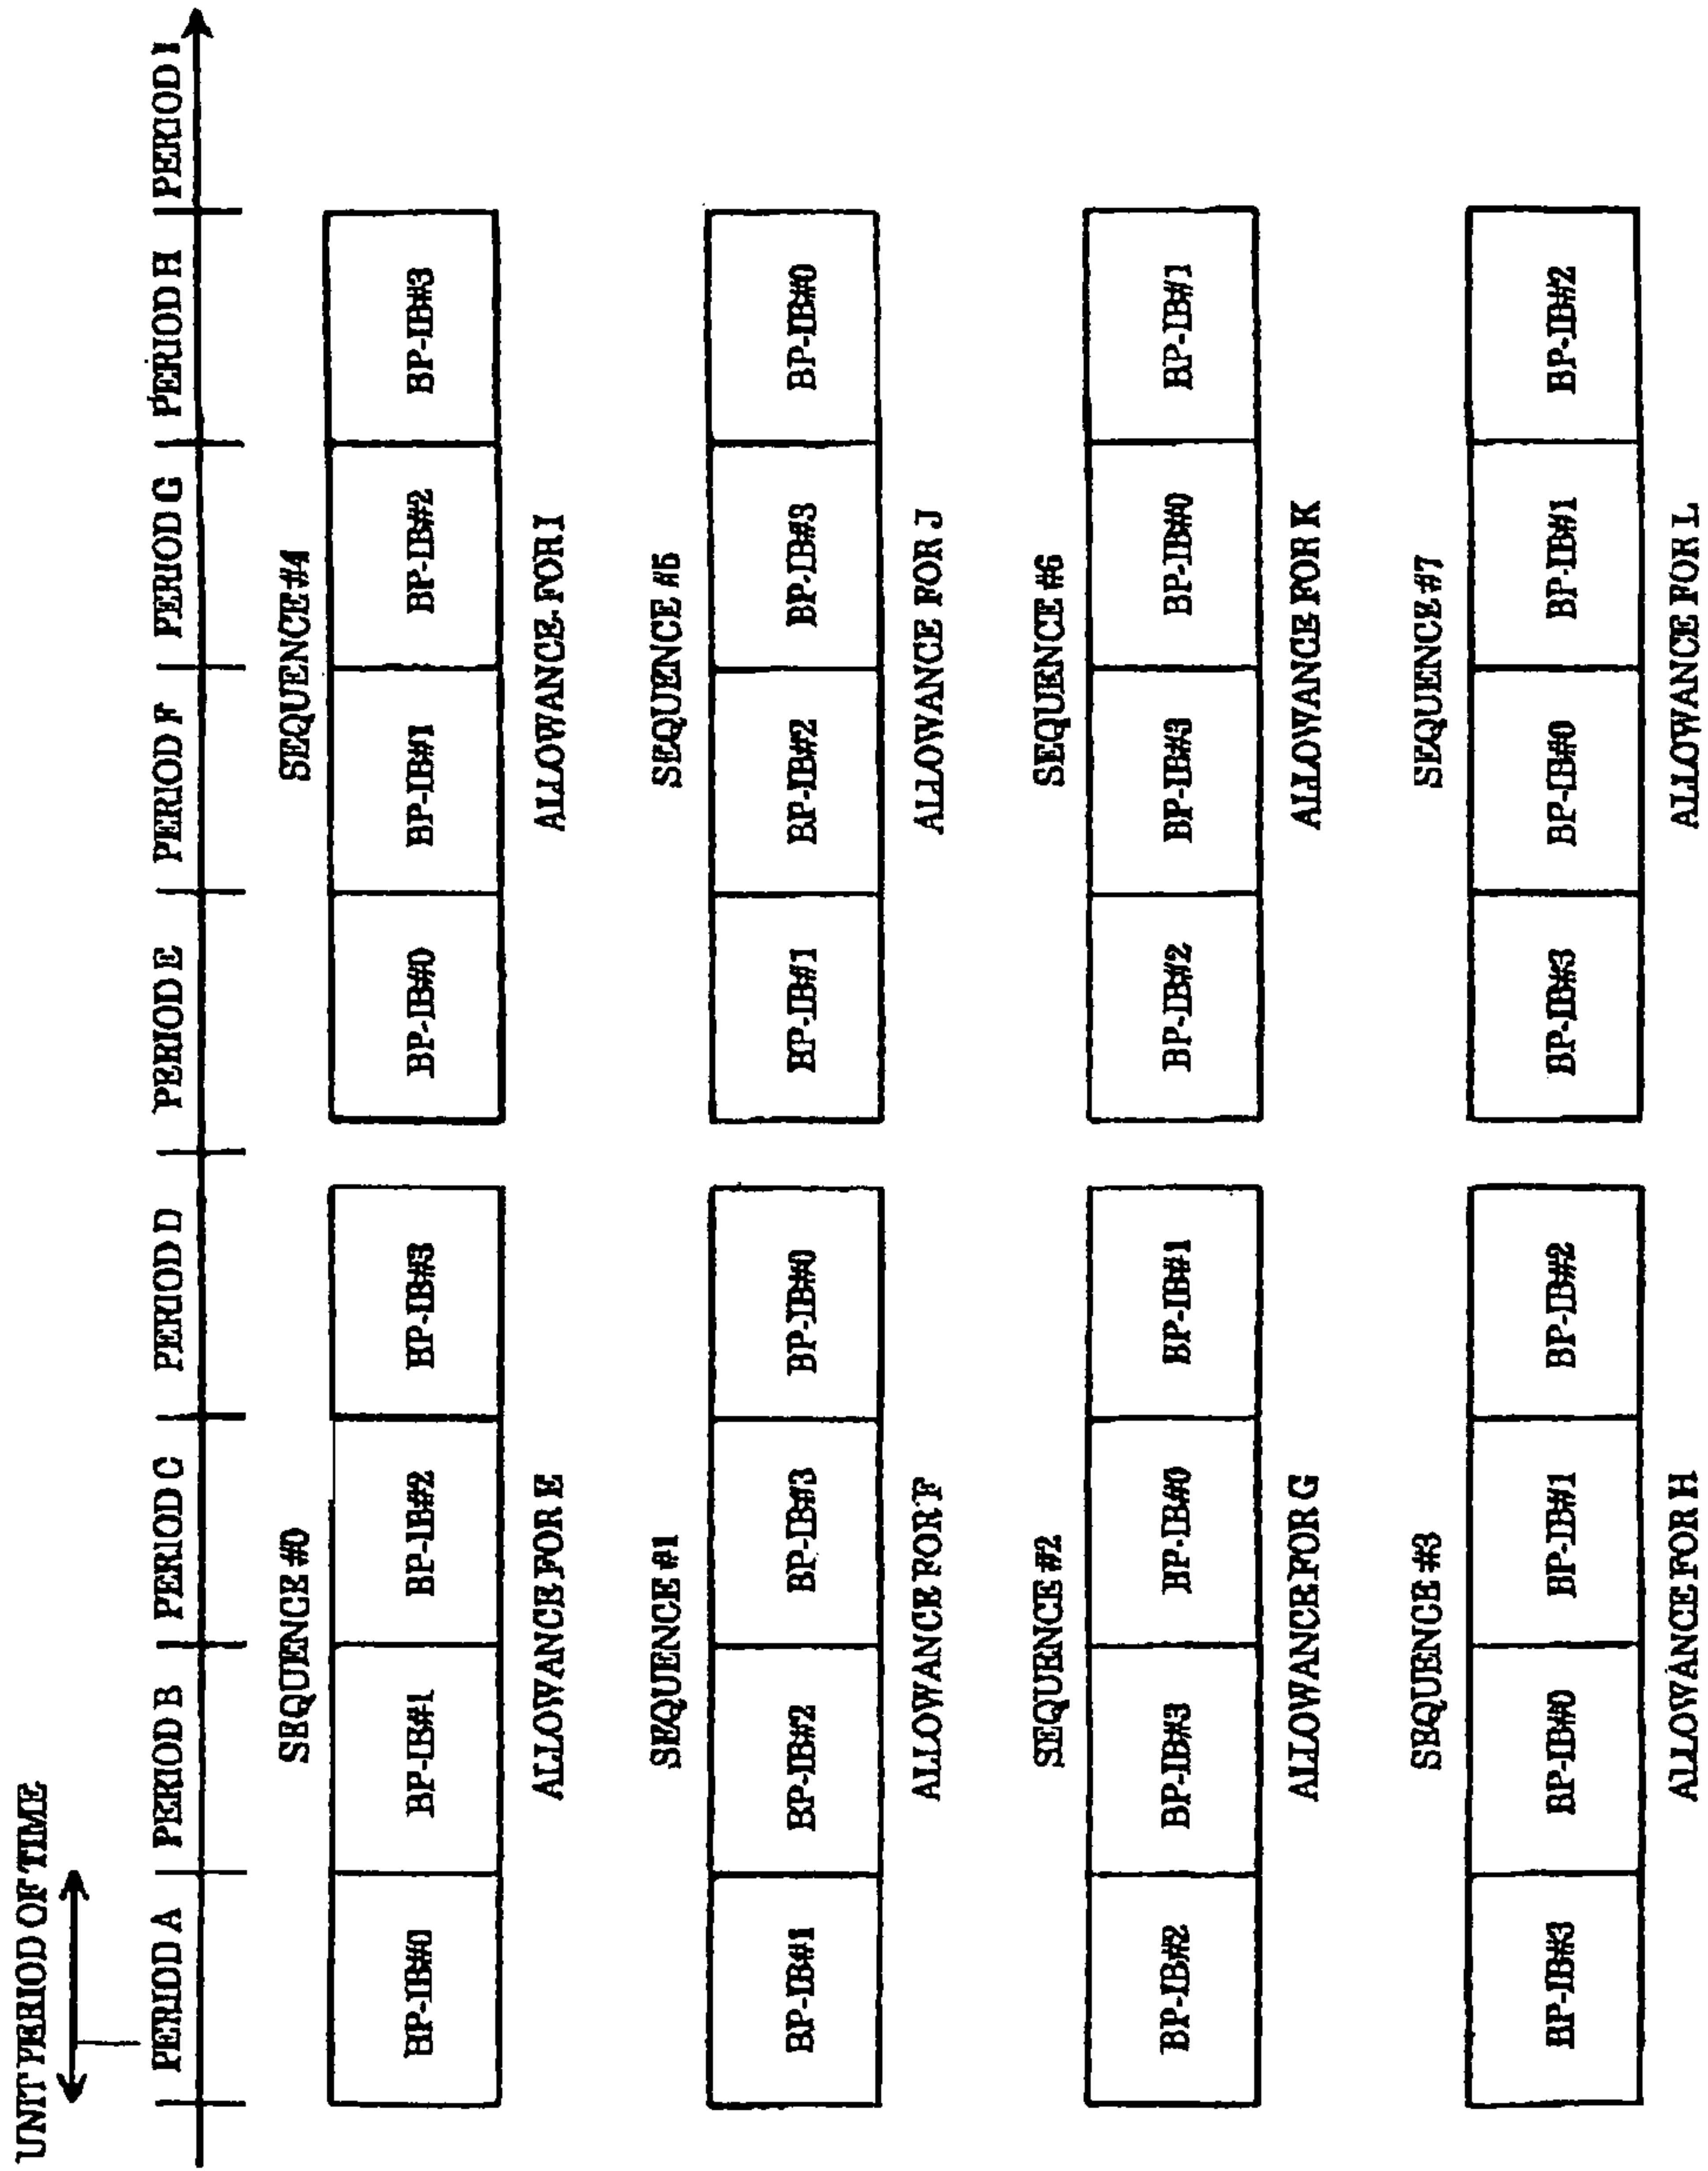 UNIT PERIOD OF TIME
PERIOD A PERIOD B PERIOD C PERIOD D PERIOD E PERIOD F PERIOD G PERIOD H PERIOD I
SEQUENCE #0 SEQUENCE #4
BP-IB#0 BP-IB#1 BP-IB#2 BP-IB#3 BP-IB#0 BP-IB#1 BP-IB#2 BP-IB#3
ALLOWANCE FOR E ALLOWANCE FOR I
SEQUENCE #1 SEQUENCE #5
BP-IB#1 BP-IB#2 BP-IB#3 BP-IB#0 BP-IB#1 BP-IB#2 BP-IB#3 BP-IB#0
ALLOWANCE FOR F ALLOWANCE FOR J
SEQUENCE #2 SEQUENCE #6
BP-IB#2 BP-IB#3 BP-IB#0 BP-IB#1 BP-IB#2 BP-IB#3 BP-IB#0 BP-IB#1
ALLOWANCE FOR G ALLOWANCE FOR K
SEQUENCE #3 SEQUENCE #7
BP-IB#3 BP-IB#0 BP-IB#1 BP-IB#2 BP-IB#3 BP-IB#0 BP-IB#1 BP-IB#2
ALLOWANCE FOR H ALLOWANCE FOR L